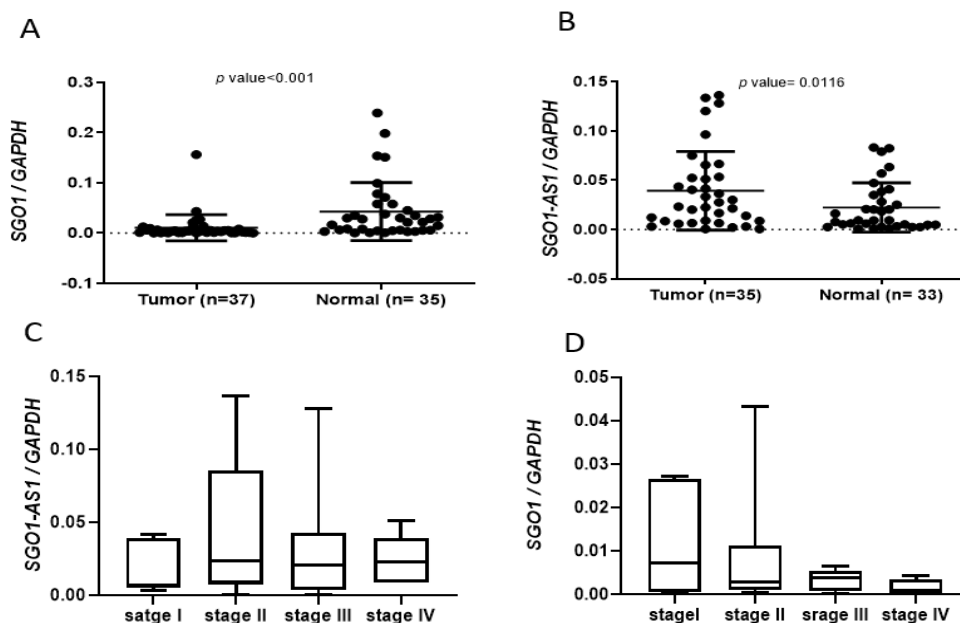 A
p value<0.001
SGO1 / GAPDH
0.3
0.2
0.1
0.0
-0.1
Tumor (n=37) Normal (n= 35)
B
p value= 0.0116
SGO1-AS1 / GAPDH
0.15
0.10
0.05
0.00
-0.05
Tumor (n=35) Normal (n= 33)
C
SGO1-AS1 / GAPDH
0.15
0.10
0.05
0.00
satge I stage II stage III stage IV
D
SGO1 / GAPDH
0.05
0.04
0.03
0.02
0.01
0.00
stageI stage II srage III stage IV